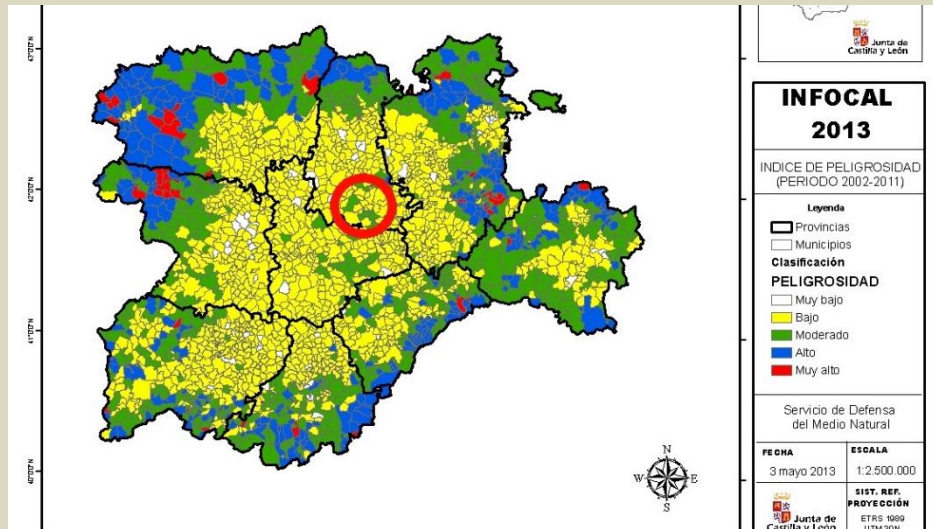 Junta de
Castilla y León
INFOCAL
2013
INDICE DE PELIGROSIDAD
(PERIODO 2002-2011)
Leyenda
Provincias
Municipios
Clasificación
PELIGROSIDAD
Muy bajo
Bajo
Moderado
Alto
Muy alto
Servicio de Defensa
del Medio Natural
FECHA
3 mayo 2013
ESCALA
1:2.500.000
SIST. REF.
PROYECCIÓN
ETRS 1989
UTM 30N
Junta de
Castilla y León
N
W E
S